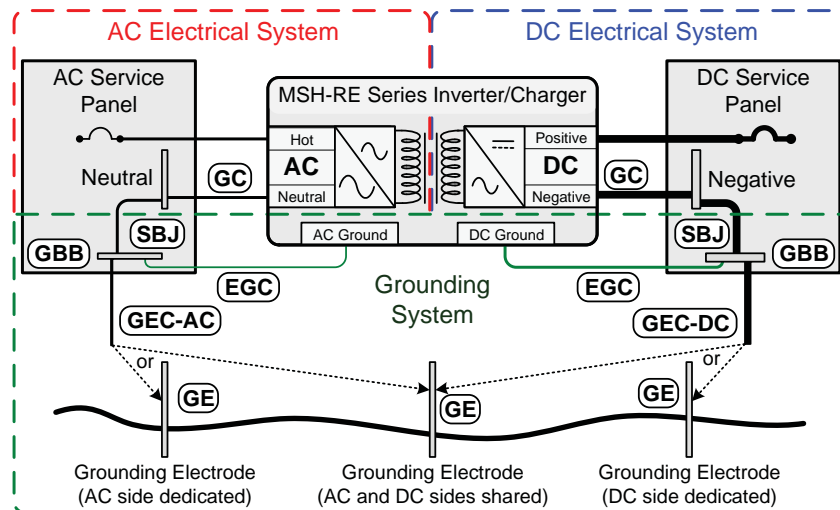 AC Electrical System
DC Electrical System
AC Service
Panel
MSH-RE Series Inverter/Charger
DC Service
Panel
Hot
AC
Neutral
Positive
DC
Negative
Neutral
GC
GC
Negative
SBJ
AC Ground
DC Ground
SBJ
GBB
GBB
EGC
Grounding
System
EGC
GEC-AC
GEC-DC
or
or
GE
GE
GE
Grounding Electrode
(AC side dedicated)
Grounding Electrode
(AC and DC sides shared)
Grounding Electrode
(DC side dedicated)